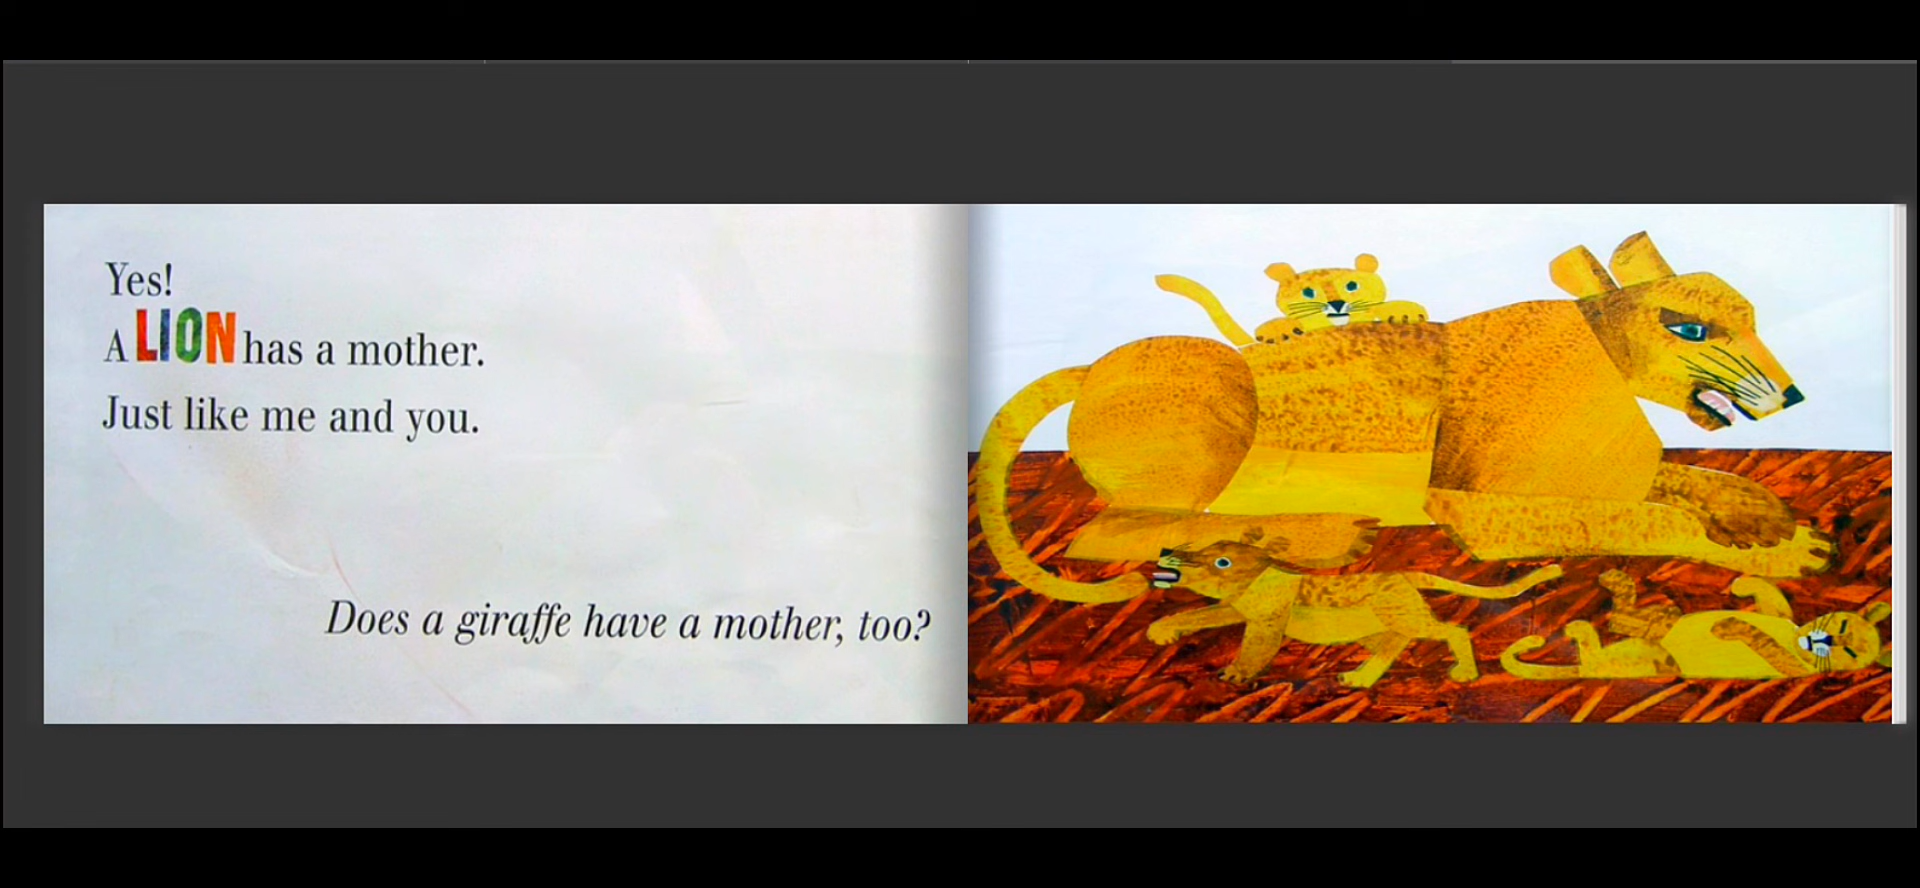 Yes!
A LION has a mother.
Just like me and you.
Does a giraffe have a mother, too?